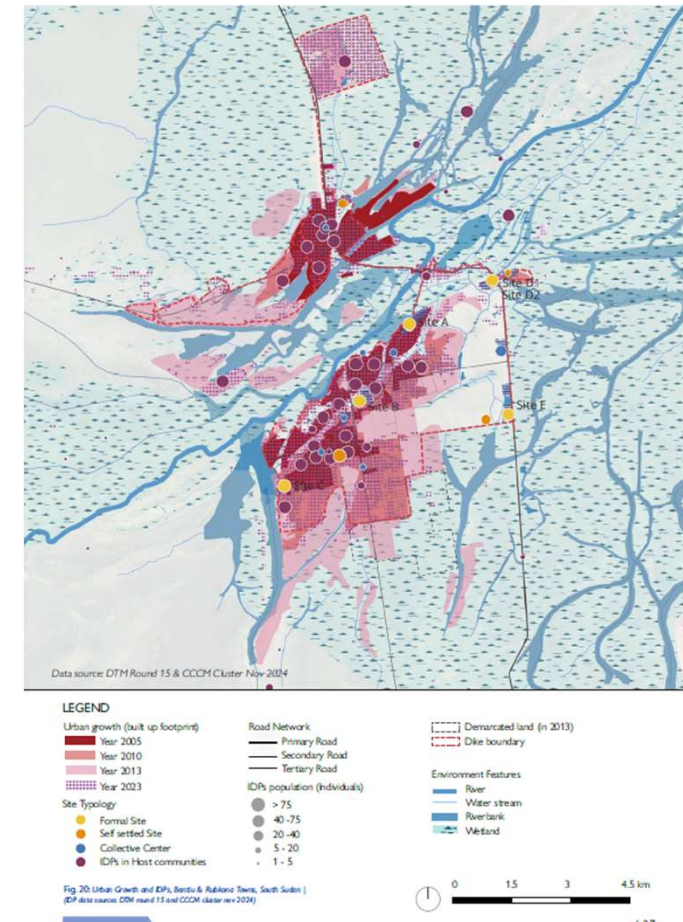 Site D1
Site D2
Site A
Site E
Site B
Site C
Data source: DTM Round 15 & CCCM Cluster Nov 2024
LEGEND
Urban growth (built up footprint)
Year 2005
Year 2010
Year 2013
Year 2023
Site Typology
Formal Site
Self settled Site
Collective Center
IDPs in Host communities
Road Network
Primary Road
Secondary Road
Tertiary Road
IDPs population (individuals)
> 75
40 -75
20 -40
5 - 20
1 - 5
Demarcated land (in 2013)
Dike boundary
Environment Features
River
Water stream
Riverbank
Wetland
Fig. 20: Urban Growth and IDPs, Bentiu & Rubkona Towns, South Sudan |
(IDP data sources DTM round 15 and CCCM cluster nov 2024)
0 1.5 3 4.5 km